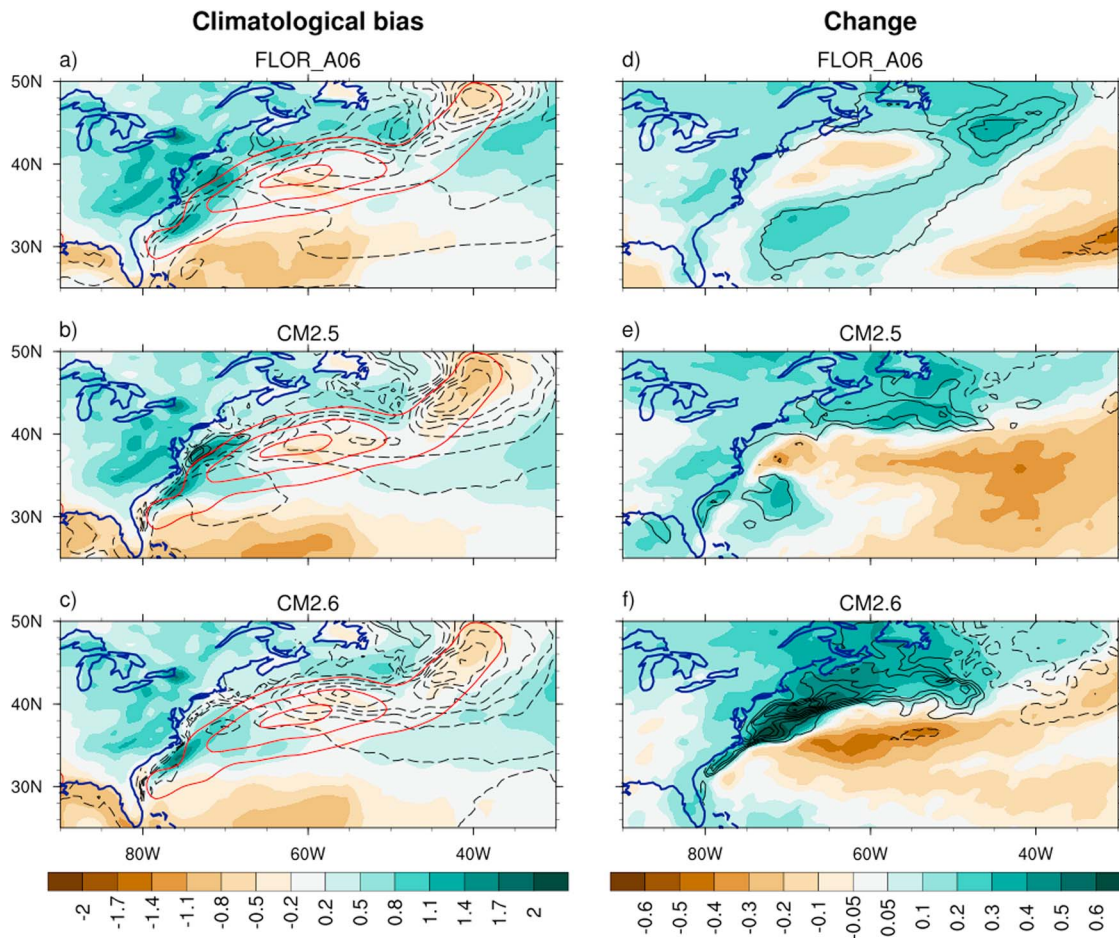 Climatological bias
Change
a)
FLOR_A06
d)
FLOR_A06
50N
40N
30N
b)
CM2.5
e)
CM2.5
50N
40N
30N
c)
CM2.6
f)
CM2.6
50N
40N
30N
80W
60W
40W
80W
60W
40W
-2 -1.7 -1.4 -1.1 -0.8 -0.5 -0.2 0.2 0.5 0.8 1.1 1.4 1.7 2
-0.6 -0.5 -0.4 -0.3 -0.2 -0.1 -0.05 0.05 0.1 0.2 0.3 0.4 0.5 0.6